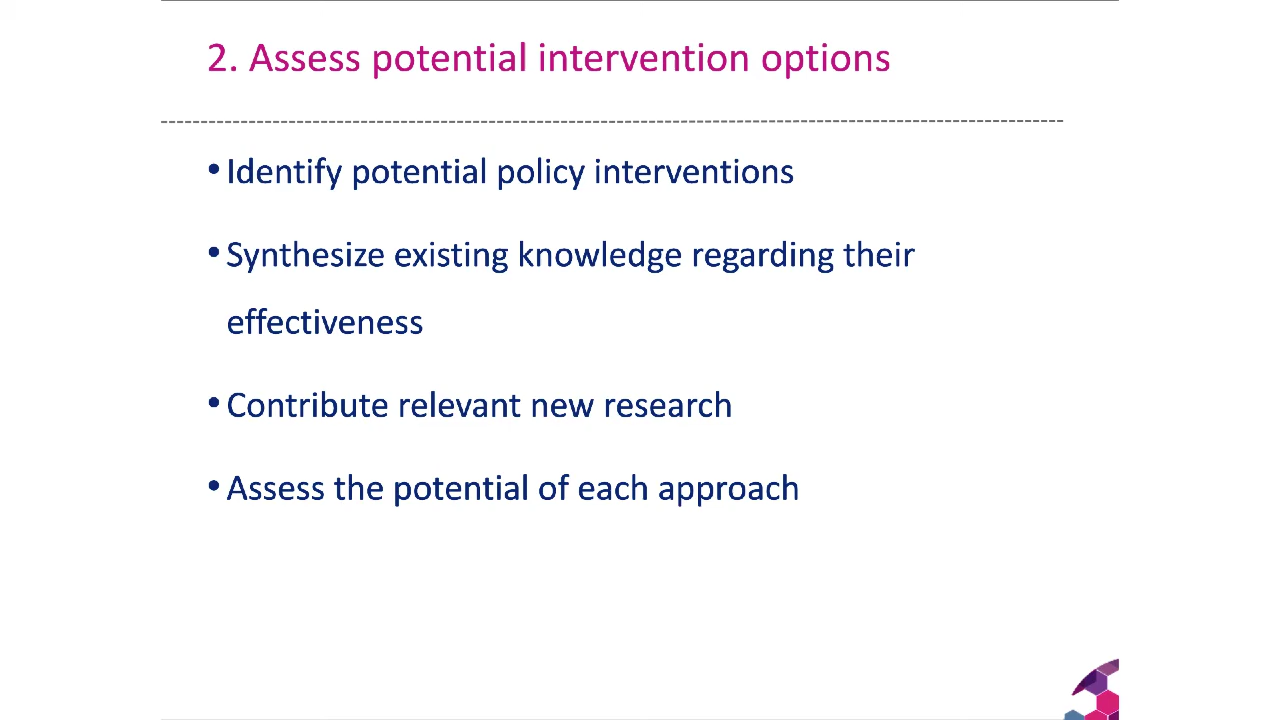 2. Assess potential intervention options
• Identify potential policy interventions
• Synthesize existing knowledge regarding their
effectiveness
• Contribute relevant new research
• Assess the potential of each approach